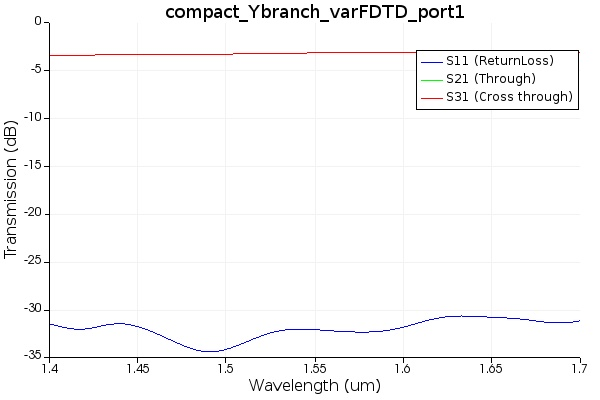 compact_Ybranch_varFDTD_port1
0
-5
-10
-15
-20
-25
-30
-35
Transmission (dB)
S11 (ReturnLoss)
S21 (Through)
S31 (Cross through)
1.4
1.45
1.5
1.55
1.6
1.65
1.7
Wavelength (um)